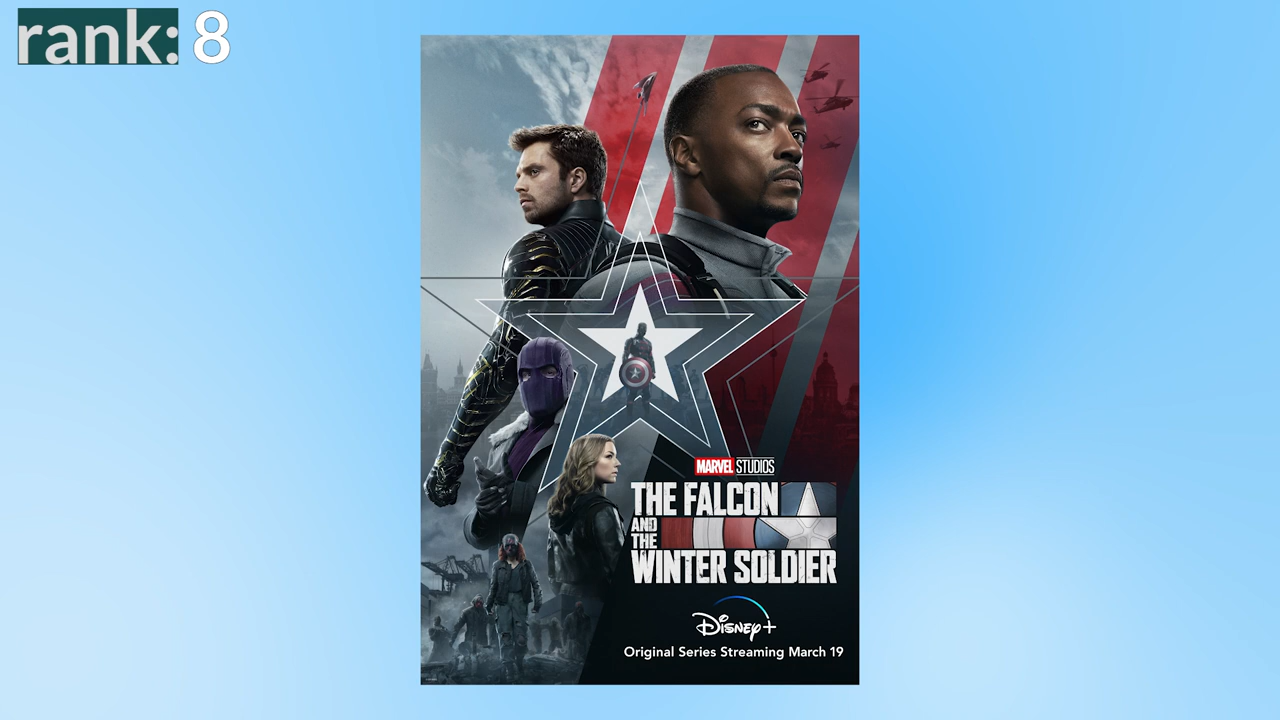 rank: 8
MARVEL STUDIOS
THE FALCON
AND
THE
WINTER SOLDIER
Disney+
Original Series Streaming March 19